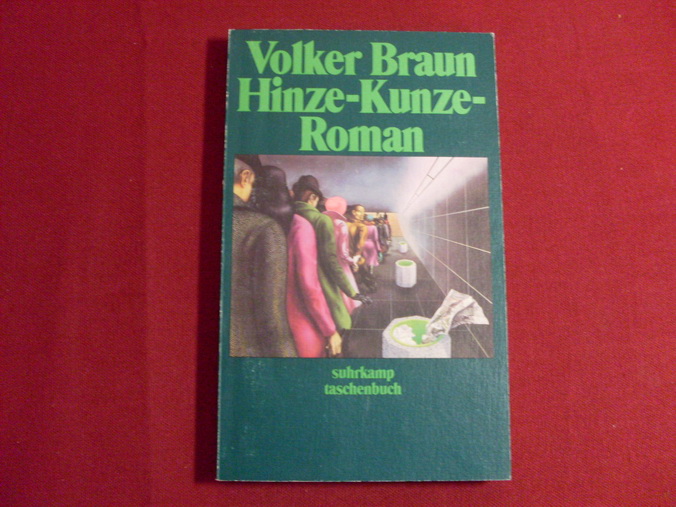 Volker Braun
Hinze-Kunze-
Roman
suhrkamp
taschenbuch